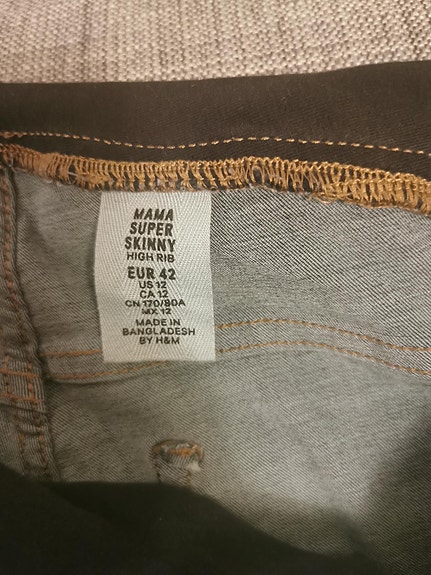 MAMA
SUPER
SKINNY
HIGH RIB
EUR 42
US 12
CA 12
CN 170/80A
MX 12
MADE IN
BANGLADESH
BY H&M